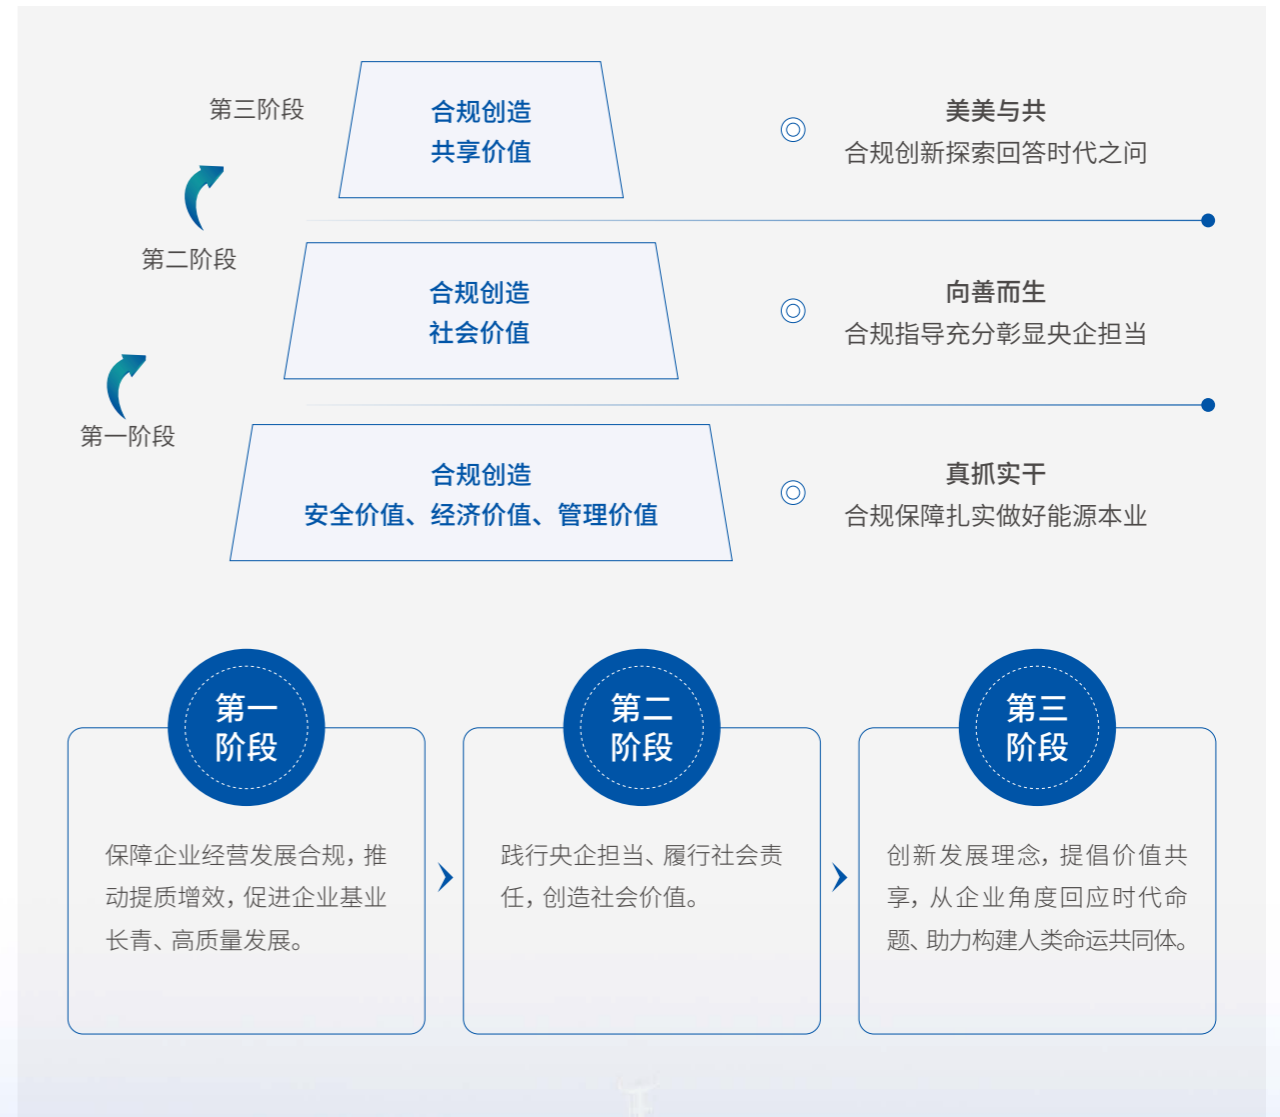 第三阶段
合规创造
共享价值
美美与共
合规创新探索回答时代之问
第二阶段
合规创造
社会价值
向善而生
合规指导充分彰显央企担当
第一阶段
合规创造
安全价值、经济价值、管理价值
真抓实干
合规保障扎实做好能源本业
第一
阶段
保障企业经营发展合规，推
动提质增效，促进企业基业
长青、高质量发展。
第二
阶段
践行央企担当、履行社会责
任，创造社会价值。
第三
阶段
创新发展理念，提倡价值共
享，从企业角度回应时代命
题、助力构建人类命运共同体。